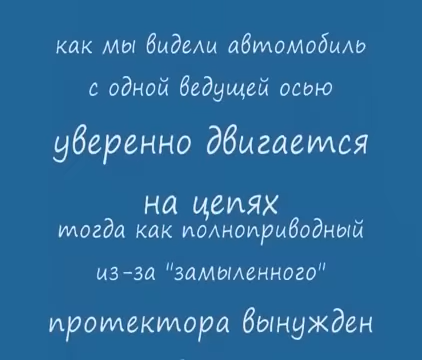 как мы видели автомобиль
с одной ведущей осью
уверенно двигается
на цепях
тогда как полноприводный
из-за "замыленного"
протектора вынужден